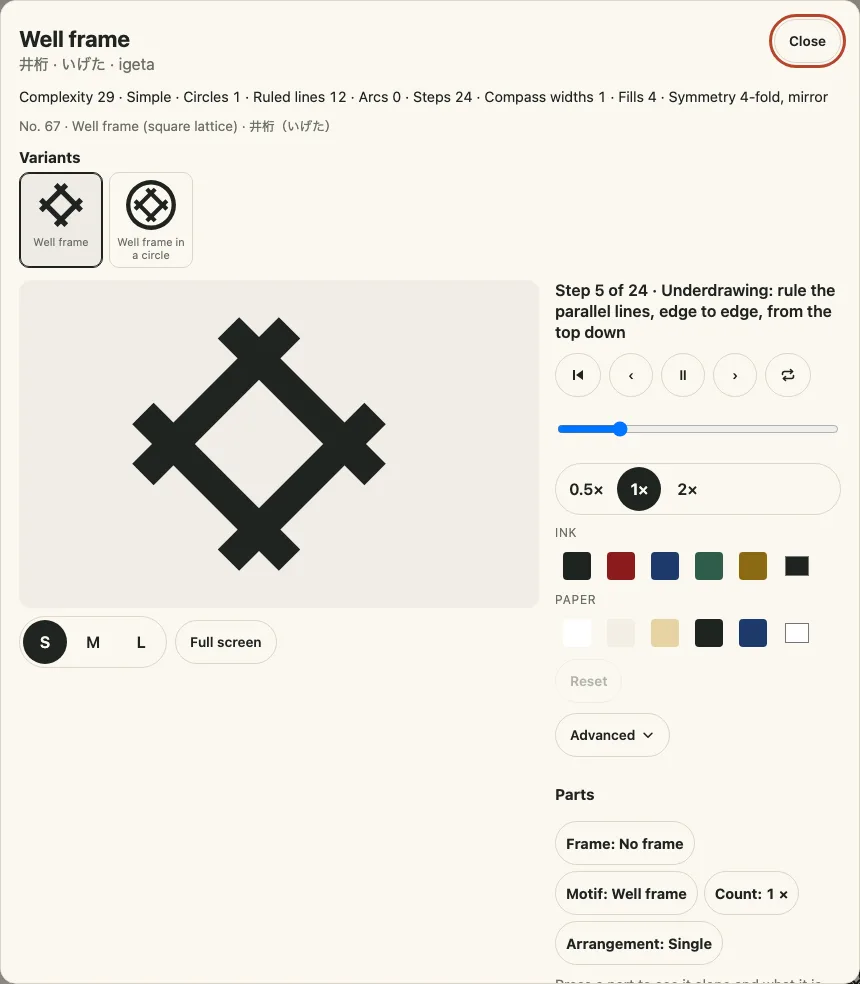 Well frame
Close
井桁 · いげた · igeta
Complexity 29 · Simple · Circles 1 · Ruled lines 12 · Arcs 0 · Steps 24 · Compass widths 1 · Fills 4 · Symmetry 4-fold, mirror
No. 67 · Well frame (square lattice) · 井桁（いげた）
Variants
Well frame
Well frame in
a circle
Step 5 of 24 · Underdrawing: rule the
parallel lines, edge to edge, from the
top down
0.5×
1×
2×
INK
PAPER
S
M
L
Full screen
Reset
Advanced
Parts
Frame: No frame
Motif: Well frame
Count: 1 ×
Arrangement: Single